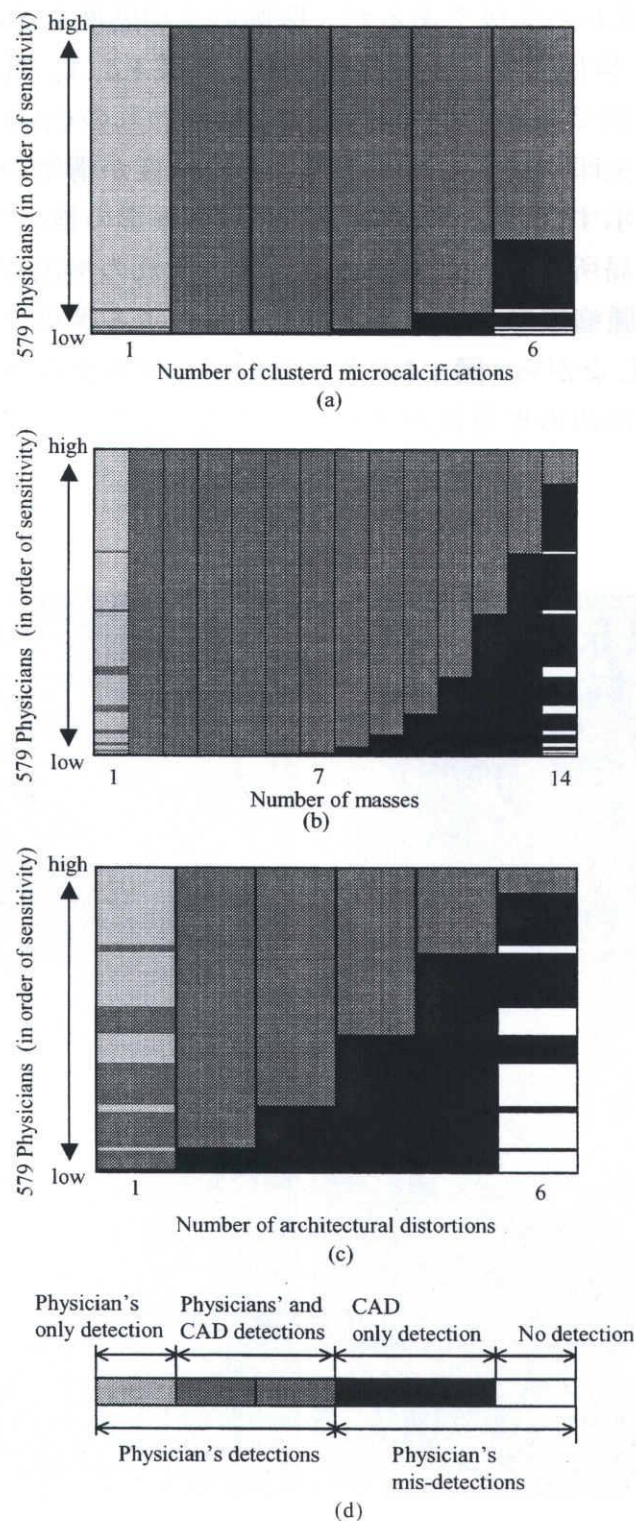 high
579 Physicians (in order of sensitivity)
low
1 6
Number of clusterd microcalcifications
(a)
high
579 Physicians (in order of sensitivity)
low
1 7 14
Number of masses
(b)
high
579 Physicians (in order of sensitivity)
low
1 6
Number of architectural distortions
(c)
Physician's only detection
Physicians' and CAD detections
CAD only detection
No detection
Physician's detections
Physician's mis-detections
(d)